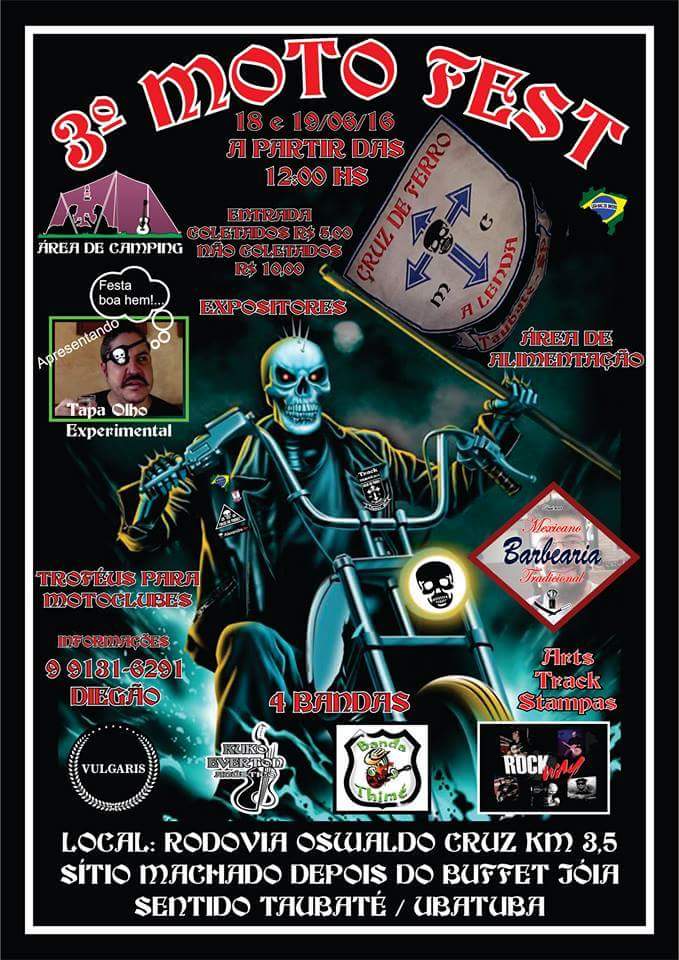 3º MOTO FEST
18 e 19/06/16
A PARTIR DAS
12:00 HS
ÁREA DE CAMPING
ENTRADA
COLETADOS R$ 5,00
NÃO COLETADOS
R$ 10,00
CRUZ DE FERRO
M G
A LENDA
Taubaté SP
EXPOSITORES
Festa
boa hem!...
Apresentando
Tapa Olho
Experimental
ÁREA DE
ALIMENTAÇÃO
Track
Mexicano
Barbearia
Tradicional
TROFÉUS PARA
MOTOCLUBES
INFORMAÇÕES
9 9131-6291
DIEGÃO
4 BANDAS
Arts
Track
Stampas
VULGARIS
KUKO
EVERTON
ACÚSTICO
Banda
Thimé
ROCK
WAY
LOCAL: RODOVIA OSWALDO CRUZ KM 3,5
SÍTIO MACHADO DEPOIS DO BUFFET JÓIA
SENTIDO TAUBATÉ / UBATUBA